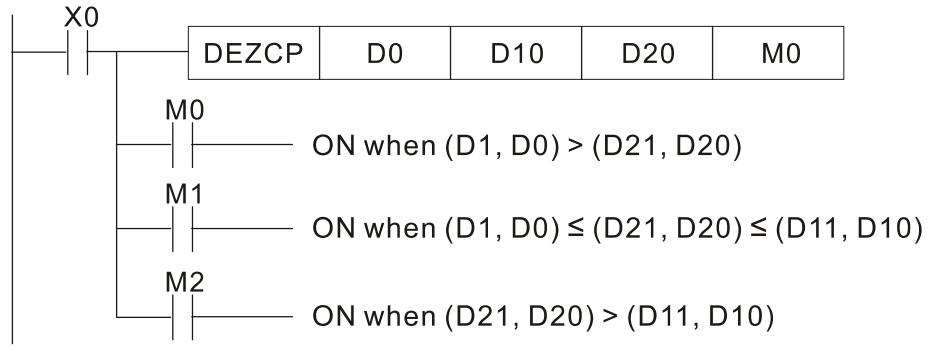 X0
DEZCP D0 D10 D20 M0
M0
ON when (D1, D0) > (D21, D20)
M1
ON when (D1, D0) ≤ (D21, D20) ≤ (D11, D10)
M2
ON when (D21, D20) > (D11, D10)